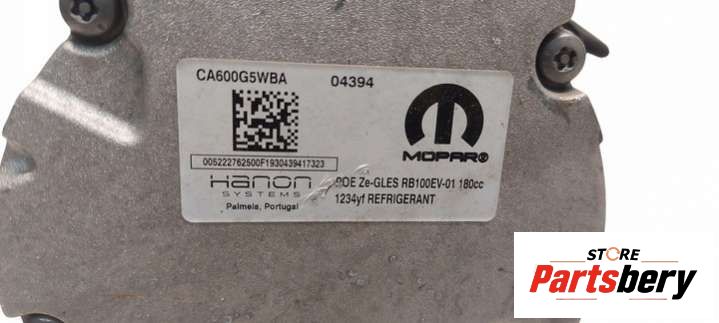 CA600G5WBA 04394
MOPAR®
005222762500F1930439417323
Hanon
SYSTEMS
Palmela, Portugal
POE Ze-GLES RB100EV-01 180cc
1234yf REFRIGERANT
STORE
Partsbery